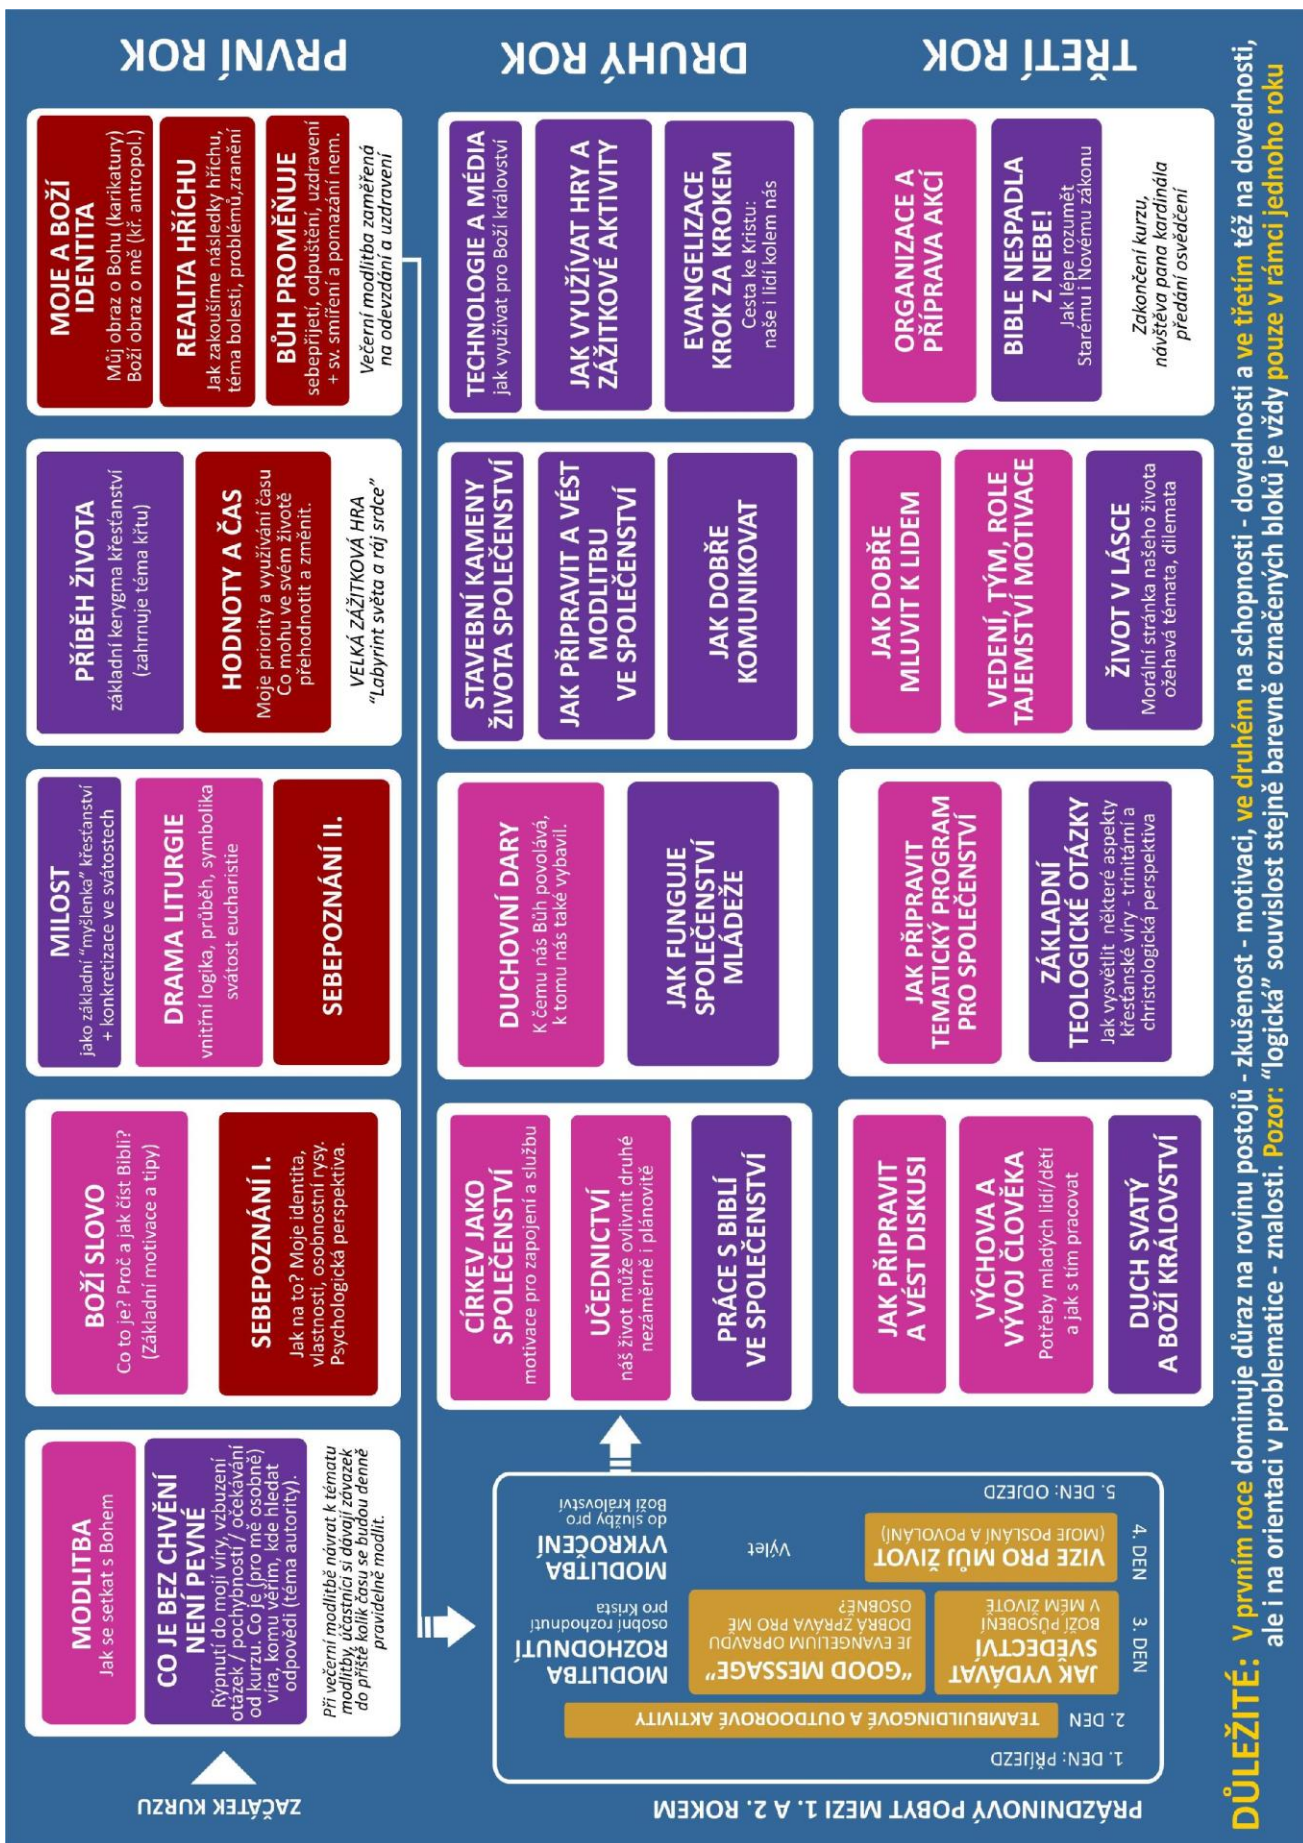 ZAČÁTEK KURZU
PRVNÍ ROK
MODLITBA
Jak se setkat s Bohem
CO JE BEZ CHVĚNÍ
NENÍ PEVNÉ
Rýpnutí do mojí víry, vzbuzení
otázek / pochybností / očekávání
od kurzu. Co je (pro mě osobně)
víra, komu věřím, kde hledat
odpovědi (téma autority).
Při večerní modlitbě návrat k tématu
modlitby, účastníci si dávají závazek
do příště kolik času se budou denně
pravidelně modlit.
BOŽÍ SLOVO
Co to je? Proč a jak číst Bibli?
(Základní motivace a tipy)
SEBEPOZNÁNÍ I.
Jak na to? Moje identita,
vlastnosti, osobnostní rysy.
Psychologická perspektiva.
MILOST
jako základní "myšlenka" křesťanství
+ konkretizace ve svátostech
DRAMA LITURGIE
vnitřní logika, průběh, symbolika
svátost eucharistie
SEBEPOZNÁNÍ II.
PŘÍBĚH ŽIVOTA
základní kerygma křesťanství
(zahrnuje téma křtu)
HODNOTY A ČAS
Moje priority a využívání času
Co mohu ve svém životě
přehodnotit a změnit.
VELKÁ ZÁŽITKOVÁ HRA
"Labyrint světa a ráj srdce"
MOJE A BOŽÍ
IDENTITA
Můj obraz o Bohu (karikatury)
Boží obraz o mě (kř. antropol.)
REALITA HŘÍCHU
Jak zakoušíme následky hříchu,
téma bolesti, problémů,zranění
BŮH PROMĚŇUJE
sebepřijetí, odpuštění, uzdravení
+ sv. smíření a pomazání nem.
Večerní modlitba zaměřená
na odevzdání a uzdravení
PRÁZDNINOVÝ POBYT MEZI 1. A 2. ROKEM
1. DEN: PŘÍJEZD
2. DEN
TEAMBUILDINGOVÉ A OUTDOOROVÉ AKTIVITY
3. DEN
JAK VYDÁVAT
SVĚDECTVÍ
BOŽÍ PŮSOBENÍ
V MÉM ŽIVOTĚ
"GOOD MESSAGE"
JE EVANGELIUM OPRAVDU
DOBRÁ ZPRÁVA PRO MĚ
OSOBNĚ?
MODLITBA
ROZHODNUTÍ
osobní rozhodnutí
pro Krista
4. DEN
VIZE PRO MŮJ ŽIVOT
(MOJE POSLÁNÍ A POVOLÁNÍ)
Výlet
MODLITBA
VYKROČENÍ
do služby pro
Boží království
5. DEN: ODJEZD
DRUHÝ ROK
CÍRKEV JAKO
SPOLEČENSTVÍ
motivace pro zapojení a službu
UČEDNICTVÍ
náš život může ovlivnit druhé
nezáměrně i plánovitě
PRÁCE S BIBLÍ
VE SPOLEČENSTVÍ
DUCHOVNÍ DARY
K čemu nás Bůh povolává,
k tomu nás také vybavil.
JAK FUNGUJE
SPOLEČENSTVÍ
MLÁDEŽE
STAVEBNÍ KAMENY
ŽIVOTA SPOLEČENSTVÍ
JAK PŘIPRAVIT A VÉST
MODLITBU
VE SPOLEČENSTVÍ
JAK DOBŘE
KOMUNIKOVAT
TECHNOLOGIE A MÉDIA
jak využívat pro Boží království
JAK VYUŽÍVAT HRY A
ZÁŽITKOVÉ AKTIVITY
EVANGELIZACE
KROK ZA KROKEM
Cesta ke Kristu:
naše i lidí kolem nás
TŘETÍ ROK
JAK PŘIPRAVIT
A VÉST DISKUSI
VÝCHOVA A
VÝVOJ ČLOVĚKA
Potřeby mladých lidí/dětí
a jak s tím pracovat
DUCH SVATÝ
A BOŽÍ KRÁLOVSTVÍ
JAK PŘIPRAVIT
TEMATICKÝ PROGRAM
PRO SPOLEČENSTVÍ
ZÁKLADNÍ
TEOLOGICKÉ OTÁZKY
Jak vysvětlit některé aspekty
křesťanské víry - trinitární a
christologická perspektiva
JAK DOBŘE
MLUVIT K LIDEM
VEDENÍ, TÝM, ROLE
TAJEMSTVÍ MOTIVACE
ŽIVOT V LÁSCE
Morální stránka našeho života
ožehavá témata, dilemata
ORGANIZACE A
PŘÍPRAVA AKCÍ
BIBLE NESPADLA
Z NEBE!
Jak lépe rozumět
Starému i Novému zákonu
Zakončení kurzu,
návštěva pana kardinála
předání osvědčení
DŮLEŽITÉ: V prvním roce dominuje důraz na rovinu postojů - zkušenost - motivaci, ve druhém na schopnosti - dovednosti a ve třetím též na dovednosti,
ale i na orientaci v problematice - znalosti. Pozor: "logická" souvislost stejně barevně označených bloků je vždy pouze v rámci jednoho roku